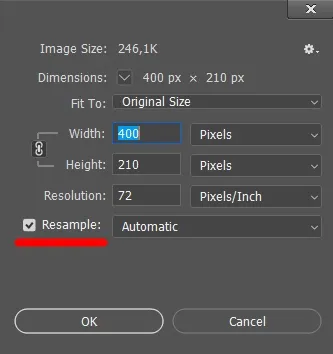 Image Size: 246,1K
Dimensions: 400 px × 210 px
Fit To: Original Size
Width: 400 Pixels
Height: 210 Pixels
Resolution: 72 Pixels/Inch
Resample: Automatic
OK Cancel